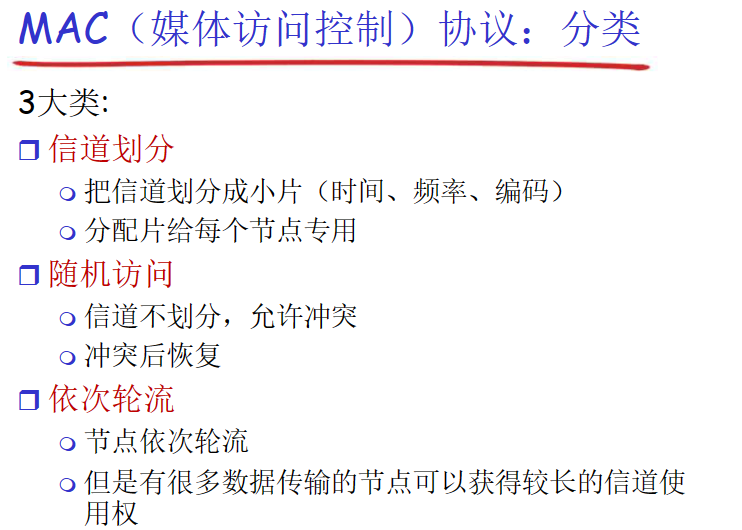 MAC（媒体访问控制）协议：分类
3大类:
信道划分
把信道划分成小片（时间、频率、编码）
分配片给每个节点专用
随机访问
信道不划分，允许冲突
冲突后恢复
依次轮流
节点依次轮流
但是有很多数据传输的节点可以获得较长的信道使
用权